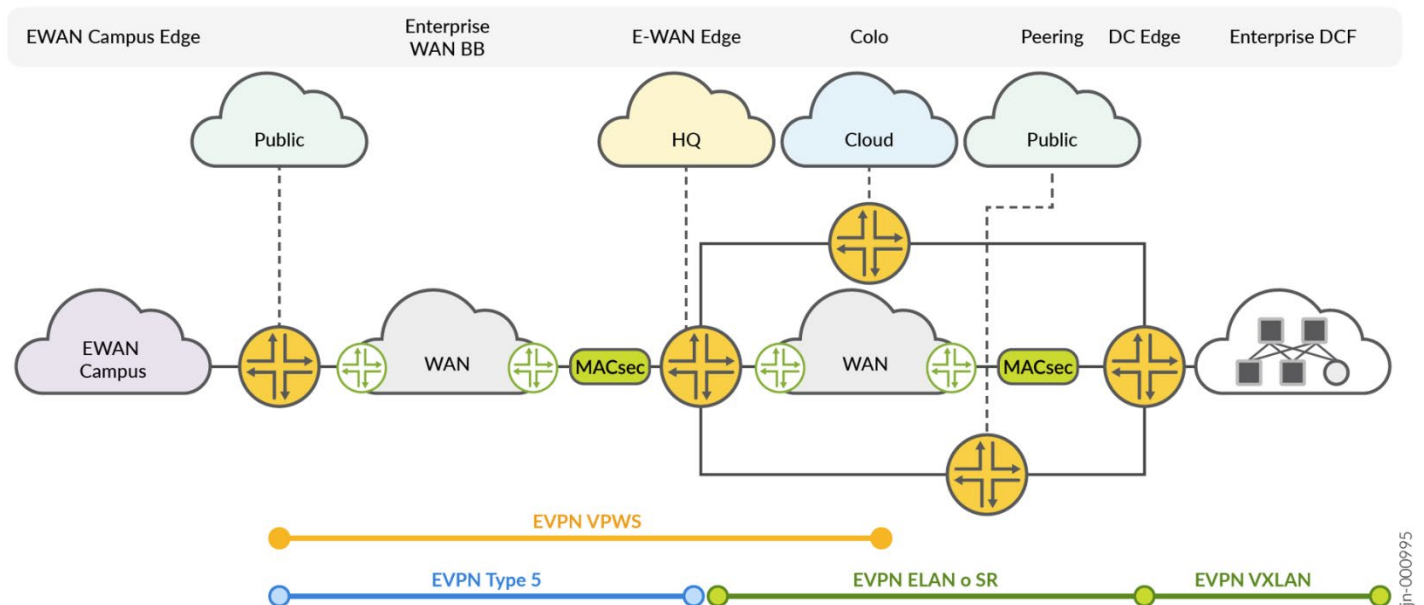 EWAN Campus Edge
Enterprise
WAN BB
E-WAN Edge
Colo
Peering
DC Edge
Enterprise DCF
Public
HQ
Cloud
Public
EWAN
Campus
WAN
MACsec
WAN
MACsec
EVPN VPWS
EVPN Type 5
EVPN ELAN o SR
EVPN VXLAN
jn-000995